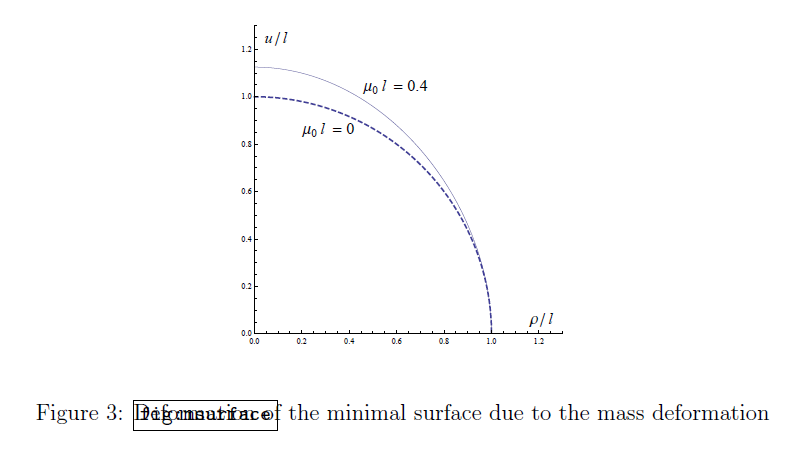 u/l
1.2
μ₀ l = 0.4
1.0
μ₀ l = 0
0.8
0.6
0.4
0.2
ρ/l
0.0
0.0 0.2 0.4 0.6 0.8 1.0 1.2
Figure 3: Deformation of the minimal surface due to the mass deformation